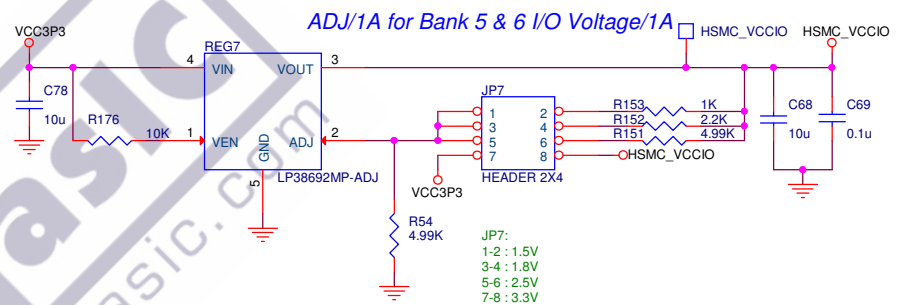 ADJ/1A for Bank 5 & 6 I/O Voltage/1A
HSMC_VCCIO
HSMC_VCCIO
VCC3P3
REG7
4
VIN
VOUT
3
C78
10u
R176
10K
1
VEN
GND
ADJ
2
5
LP38692MP-ADJ
JP7
1
2
3
4
5
6
7
8
HEADER 2X4
VCC3P3
R153
1K
R152
2.2K
R151
4.99K
HSMC_VCCIO
C68
10u
C69
0.1u
R54
4.99K
JP7:
1-2 : 1.5V
3-4 : 1.8V
5-6 : 2.5V
7-8 : 3.3V
asic
asic.com